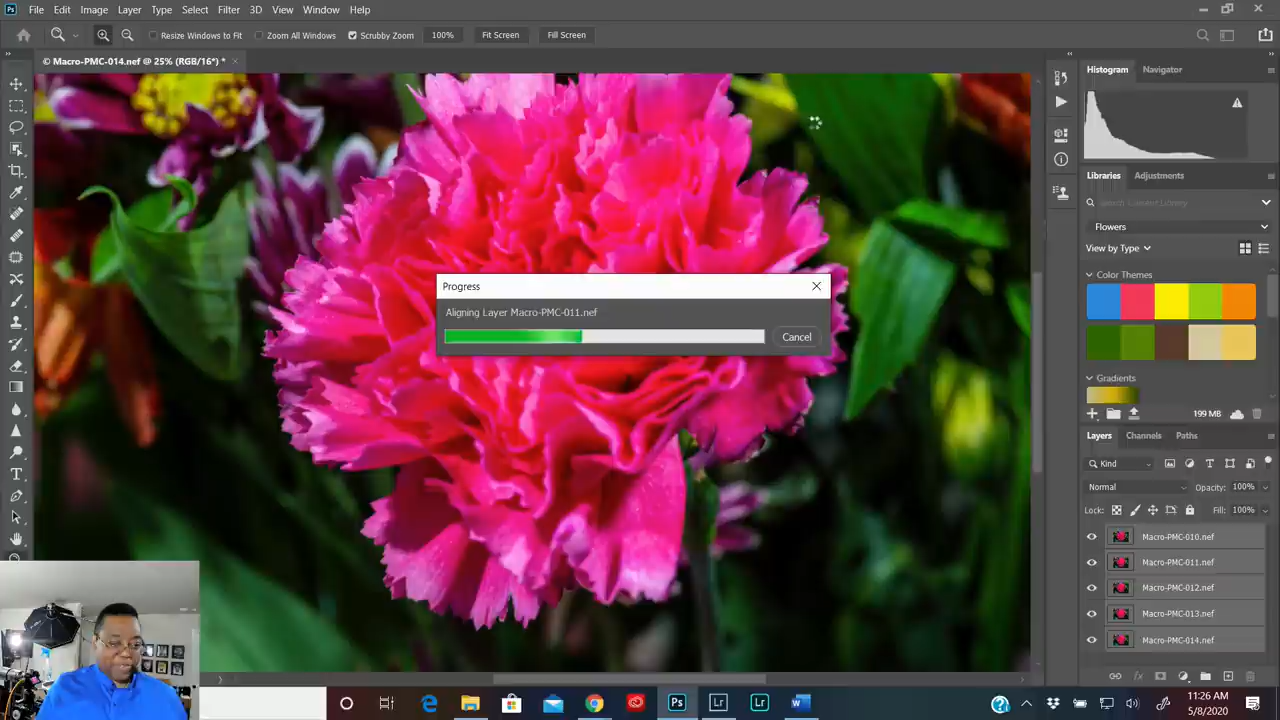 Ps File Edit Image Layer Type Select Filter 3D View Window Help
Resize Windows to Fit Zoom All Windows Scrubby Zoom 100% Fit Screen Fill Screen
© Macro-PMC-014.nef @ 25% (RGB/16*) * ×
Histogram Navigator
Libraries Adjustments
Flowers
View by Type
Color Themes
Progress
Aligning Layer Macro-PMC-011.nef
Cancel
Gradients
199 MB
Layers Channels Paths
Kind
Normal Opacity: 100%
Lock: Fill: 100%
Macro-PMC-010.nef
Macro-PMC-011.nef
Macro-PMC-012.nef
Macro-PMC-013.nef
Macro-PMC-014.nef
Ps Lr Lr
11:26 AM
5/8/2020